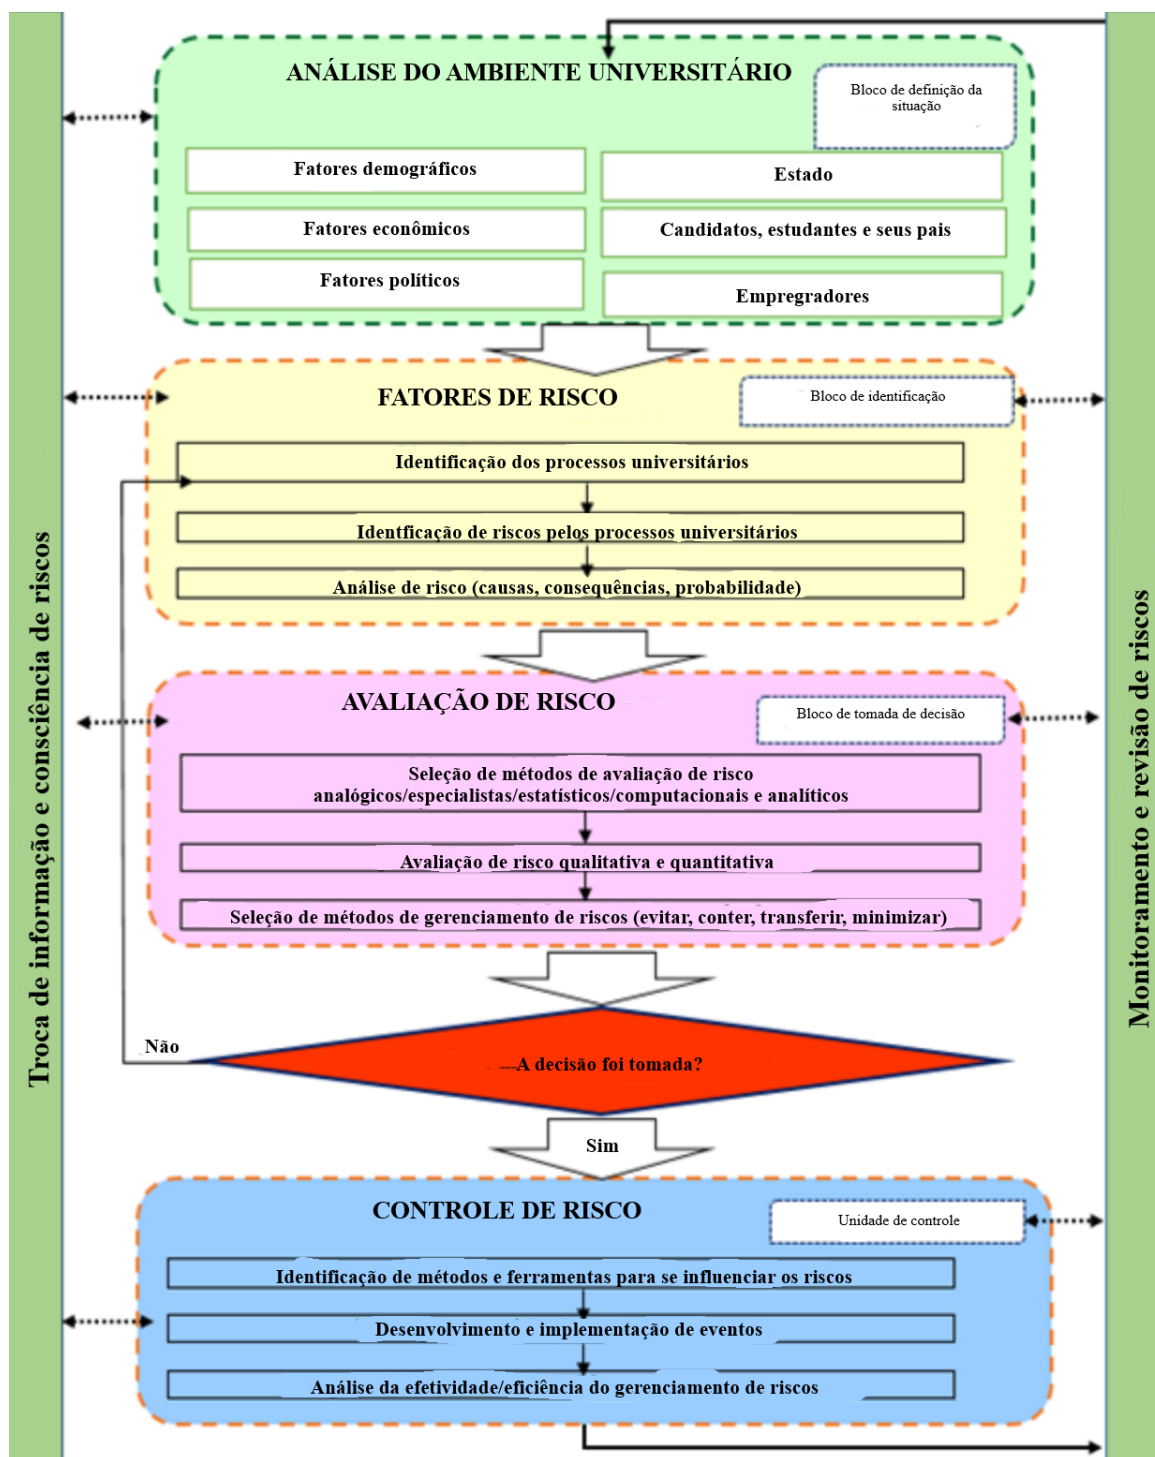 ANÁLISE DO AMBIENTE UNIVERSITÁRIO
Bloco de definição da
situação
Fatores demográficos
Estado
Fatores econômicos
Candidatos, estudantes e seus pais
Fatores políticos
Empregradores
FATORES DE RISCO
Bloco de identificação
Identificação dos processos universitários
Identficação de riscos pelos processos universitários
Análise de risco (causas, consequências, probabilidade)
AVALIAÇÃO DE RISCO
Bloco de tomada de decisão
Seleção de métodos de avaliação de risco
analógicos/especialistas/estatísticos/computacionais e analíticos
Avaliação de risco qualitativa e quantitativa
Seleção de métodos de gerenciamento de riscos (evitar, conter, transferir, minimizar)
Não
A decisão foi tomada?
Sim
CONTROLE DE RISCO
Unidade de controle
Identificação de métodos e ferramentas para se influenciar os riscos
Desenvolvimento e implementação de eventos
Análise da efetividade/eficiência do gerenciamento de riscos
Troca de informação e consciência de riscos
Monitoramento e revisão de riscos